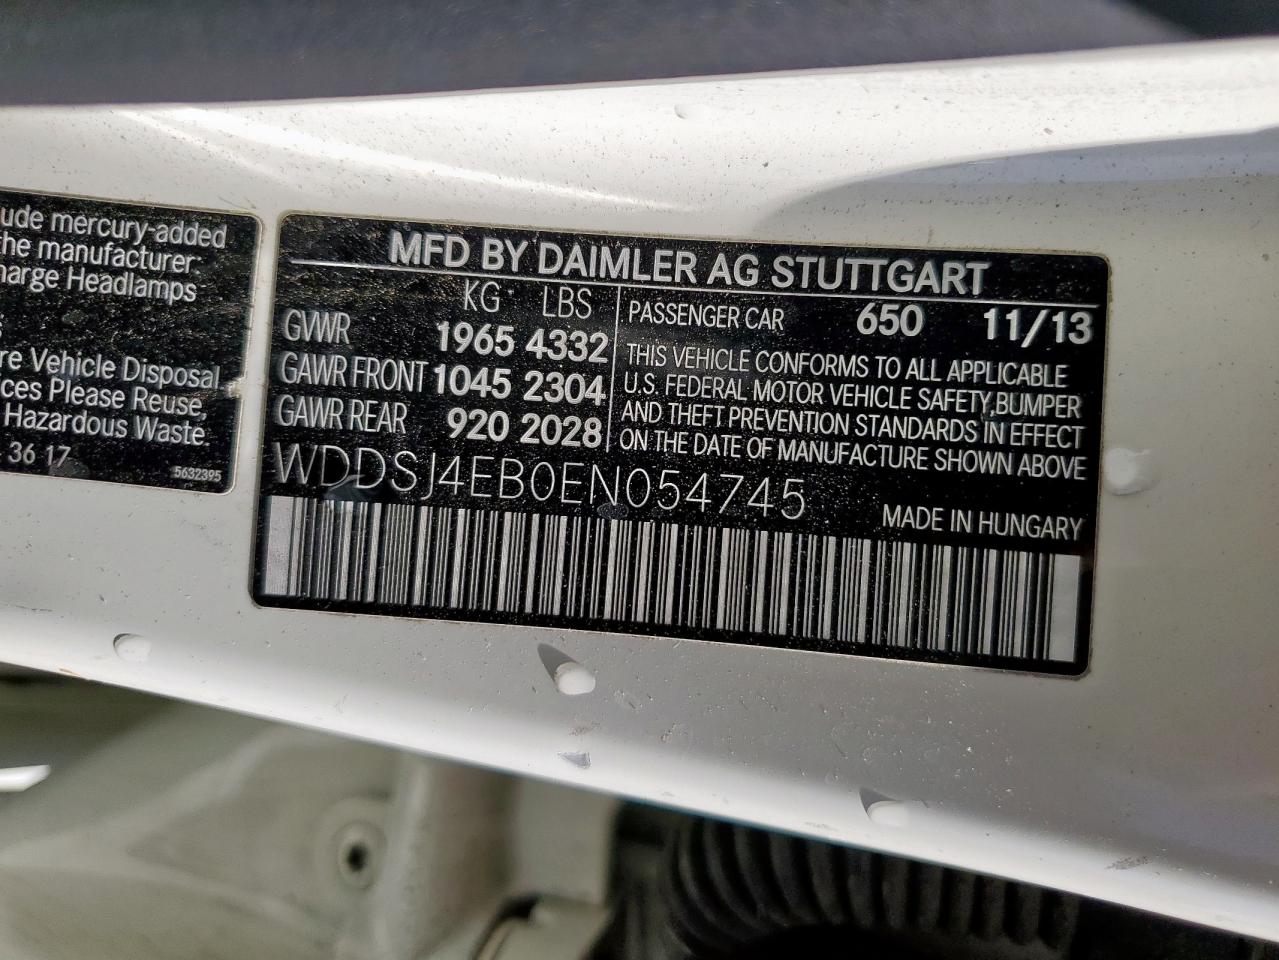 ude mercury-added
he manufacturer:
harge Headlamps
re Vehicle Disposal
ces Please Reuse,
Hazardous Waste
36 17
5632395
MFD BY DAIMLER AG STUTTGART
KG LBS
GVWR 1965 4332
GAWR FRONT 1045 2304
GAWR REAR 920 2028
PASSENGER CAR 650 11/13
THIS VEHICLE CONFORMS TO ALL APPLICABLE
U.S. FEDERAL MOTOR VEHICLE SAFETY,BUMPER
AND THEFT PREVENTION STANDARDS IN EFFECT
ON THE DATE OF MANUFACTURE SHOWN ABOVE
WDDSJ4EB0EN054745
MADE IN HUNGARY